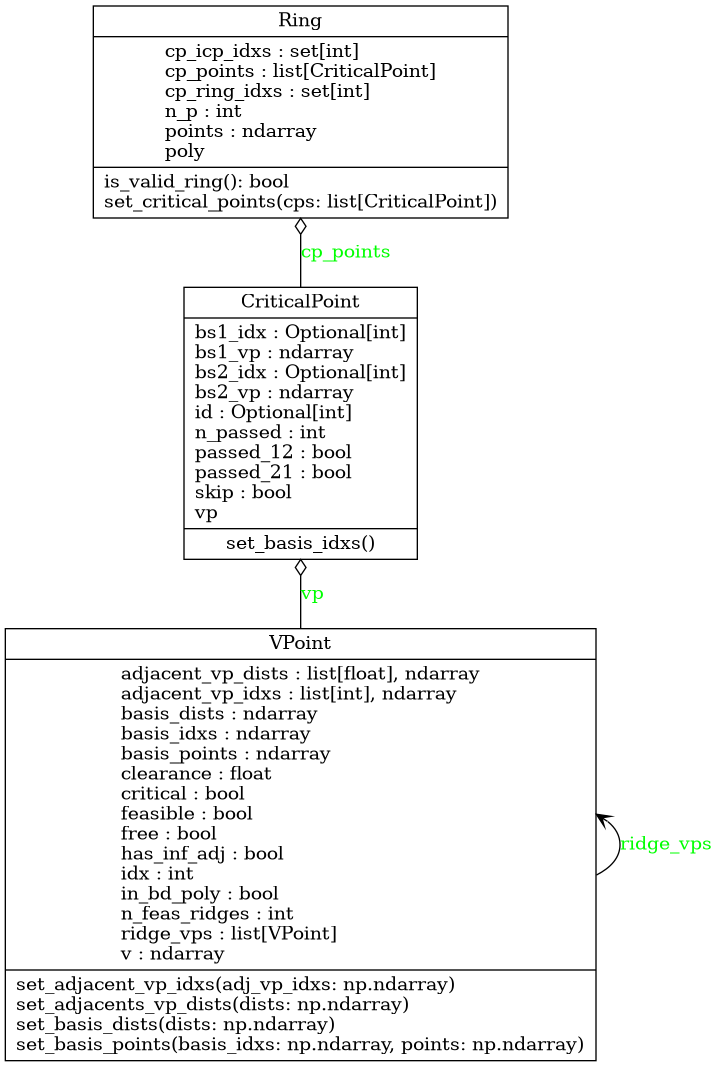 Ring
cp_icp_idxs : set[int]
cp_points : list[CriticalPoint]
cp_ring_idxs : set[int]
n_p : int
points : ndarray
poly
is_valid_ring(): bool
set_critical_points(cps: list[CriticalPoint])
cp_points
CriticalPoint
bs1_idx : Optional[int]
bs1_vp : ndarray
bs2_idx : Optional[int]
bs2_vp : ndarray
id : Optional[int]
n_passed : int
passed_12 : bool
passed_21 : bool
skip : bool
vp
set_basis_idxs()
vp
VPoint
adjacent_vp_dists : list[float], ndarray
adjacent_vp_idxs : list[int], ndarray
basis_dists : ndarray
basis_idxs : ndarray
basis_points : ndarray
clearance : float
critical : bool
feasible : bool
free : bool
has_inf_adj : bool
idx : int
in_bd_poly : bool
n_feas_ridges : int
ridge_vps : list[VPoint]
v : ndarray
set_adjacent_vp_idxs(adj_vp_idxs: np.ndarray)
set_adjacents_vp_dists(dists: np.ndarray)
set_basis_dists(dists: np.ndarray)
set_basis_points(basis_idxs: np.ndarray, points: np.ndarray)
ridge_vps